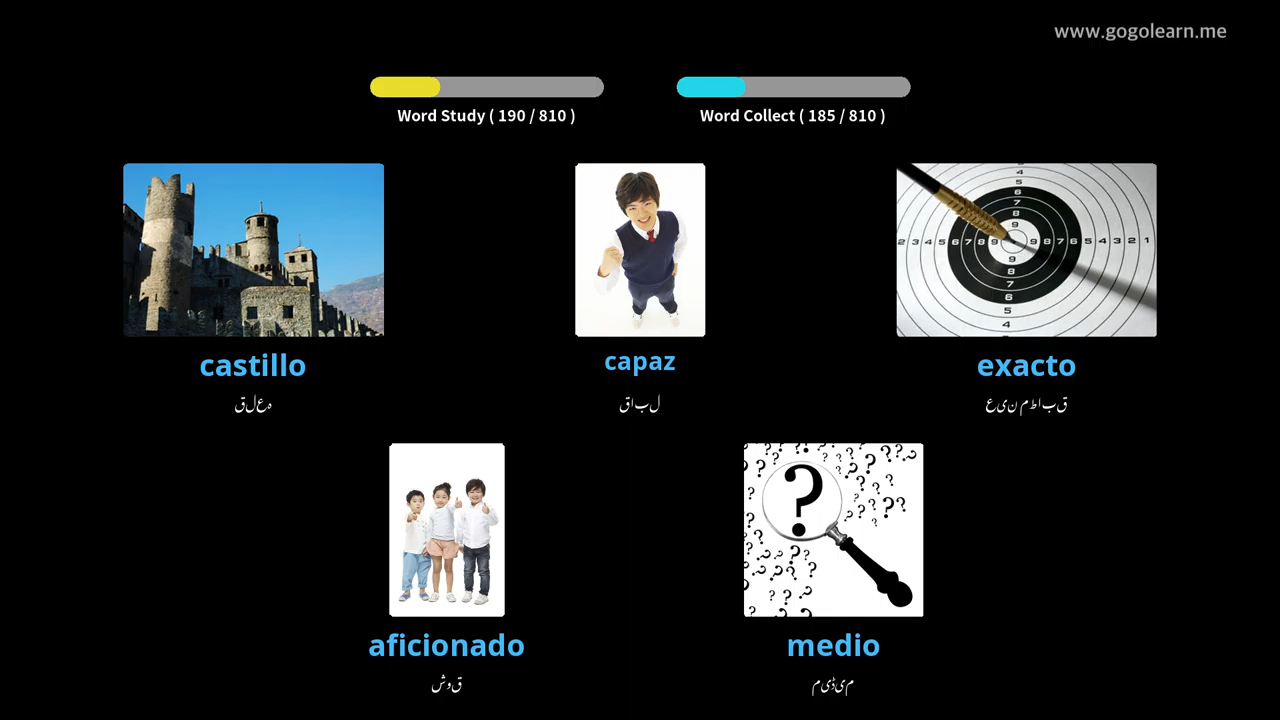 www.gogolearn.me
Word Study ( 190 / 810 )
Word Collect ( 185 / 810 )
castillo
قلعہ
capaz
قابل
exacto
عین مطابق
aficionado
شوق
medio
میڈیم